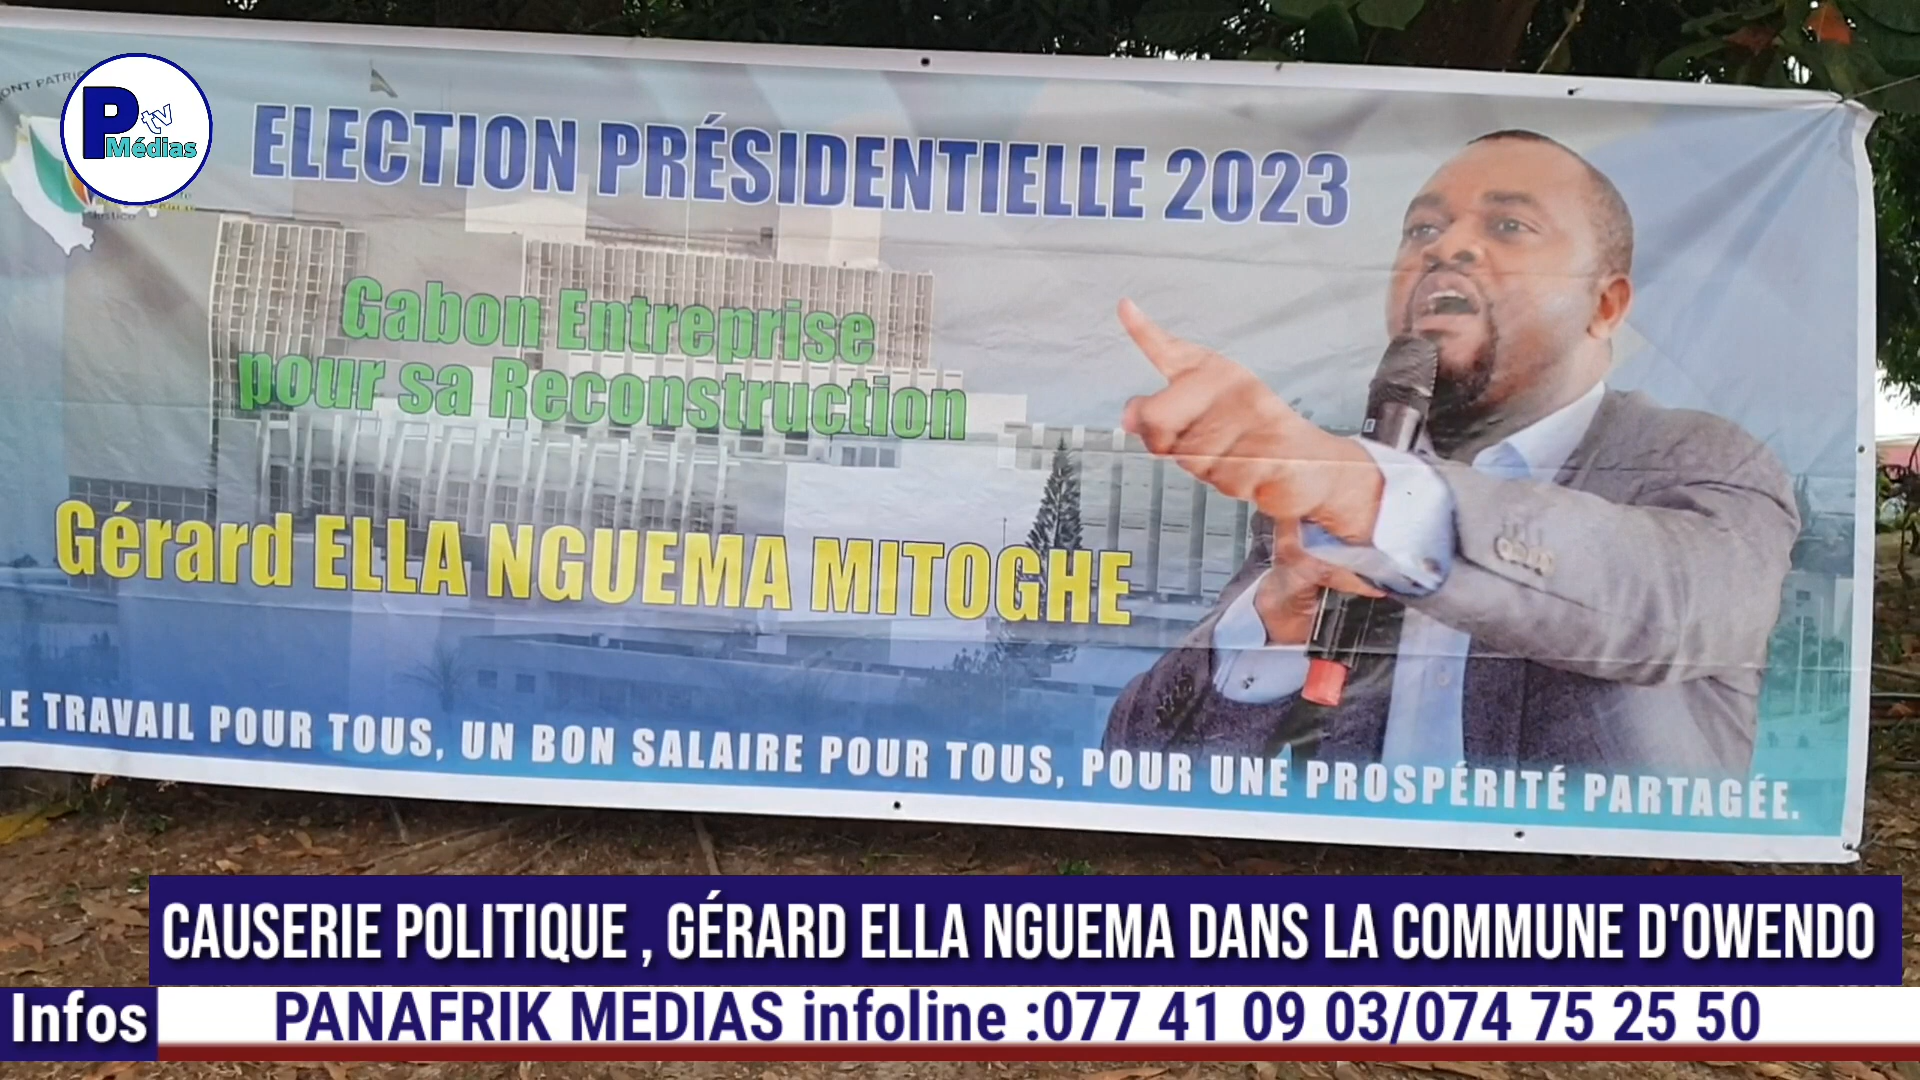 P tv
Médias
ELECTION PRÉSIDENTIELLE 2023
Gabon Entreprise
pour sa Reconstruction
Gérard ELLA NGUEMA MITOGHE
LE TRAVAIL POUR TOUS, UN BON SALAIRE POUR TOUS, POUR UNE PROSPÉRITÉ PARTAGÉE.
CAUSERIE POLITIQUE , GÉRARD ELLA NGUEMA DANS LA COMMUNE D'OWENDO
Infos
PANAFRIK MEDIAS infoline :077 41 09 03/074 75 25 50